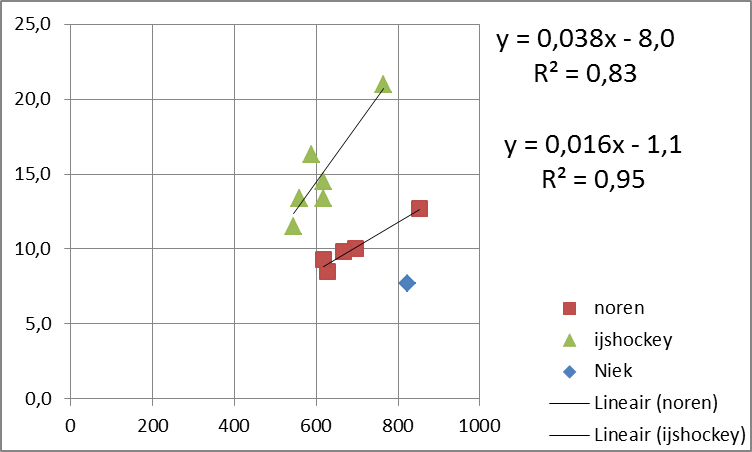 25,0
20,0
15,0
10,0
5,0
0,0
0 200 400 600 800 1000
y = 0,038x - 8,0
R² = 0,83
y = 0,016x - 1,1
R² = 0,95
noren
ijshockey
Niek
Lineair (noren)
Lineair (ijshockey)